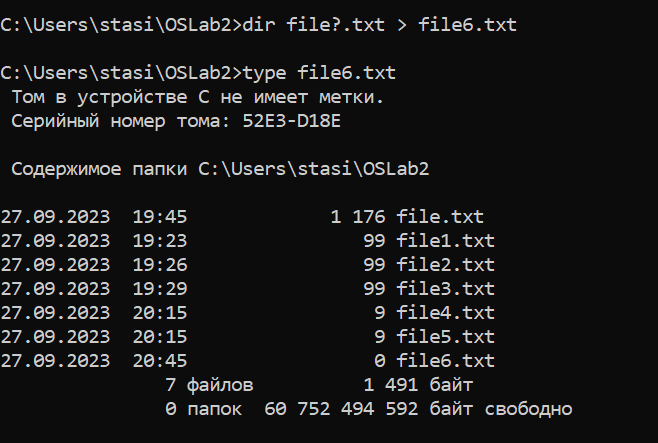 C:\Users\stasi\OSLab2>dir file?.txt > file6.txt
C:\Users\stasi\OSLab2>type file6.txt
Том в устройстве C не имеет метки.
Серийный номер тома: 52E3-D18E
Содержимое папки C:\Users\stasi\OSLab2
27.09.2023  19:45             1 176 file.txt
27.09.2023  19:23                99 file1.txt
27.09.2023  19:26                99 file2.txt
27.09.2023  19:29                99 file3.txt
27.09.2023  20:15                 9 file4.txt
27.09.2023  20:15                 9 file5.txt
27.09.2023  20:45                 0 file6.txt
7 файлов          1 491 байт
0 папок  60 752 494 592 байт свободно